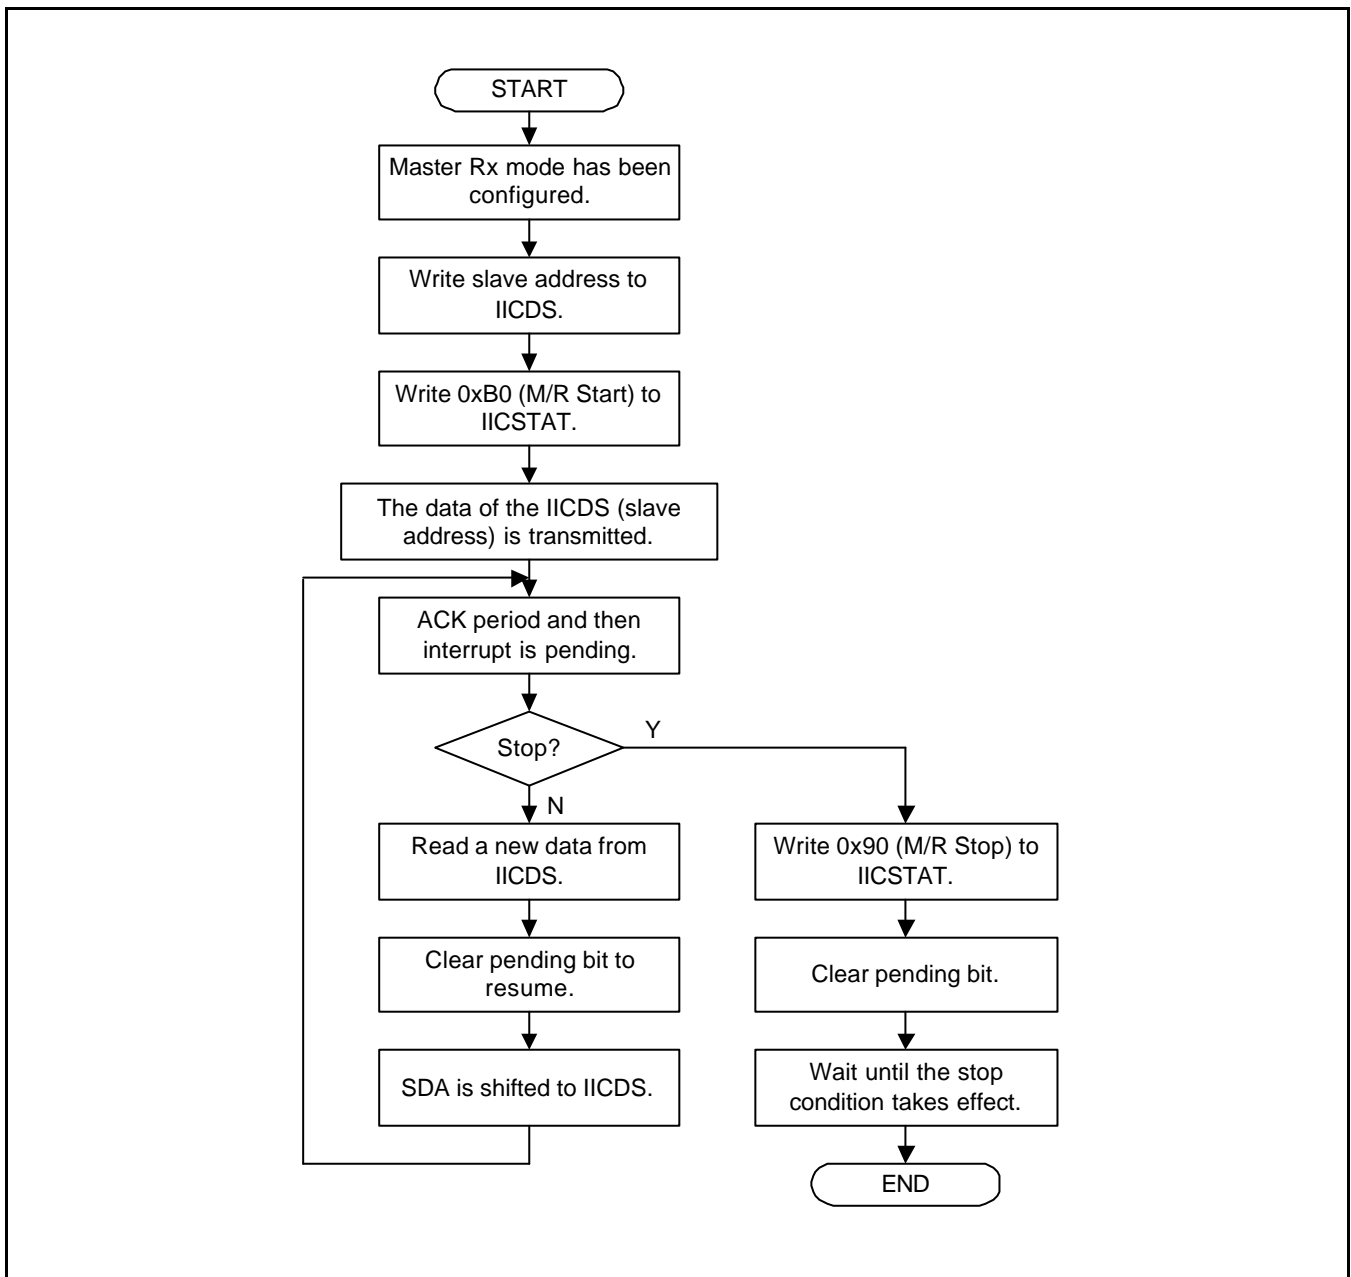 START
Master Rx mode has been
configured.
Write slave address to
IICDS.
Write 0xB0 (M/R Start) to
IICSTAT.
The data of the IICDS (slave
address) is transmitted.
ACK period and then
interrupt is pending.
Stop?
Y
N
Read a new data from
IICDS.
Clear pending bit to
resume.
SDA is shifted to IICDS.
Write 0x90 (M/R Stop) to
IICSTAT.
Clear pending bit.
Wait until the stop
condition takes effect.
END